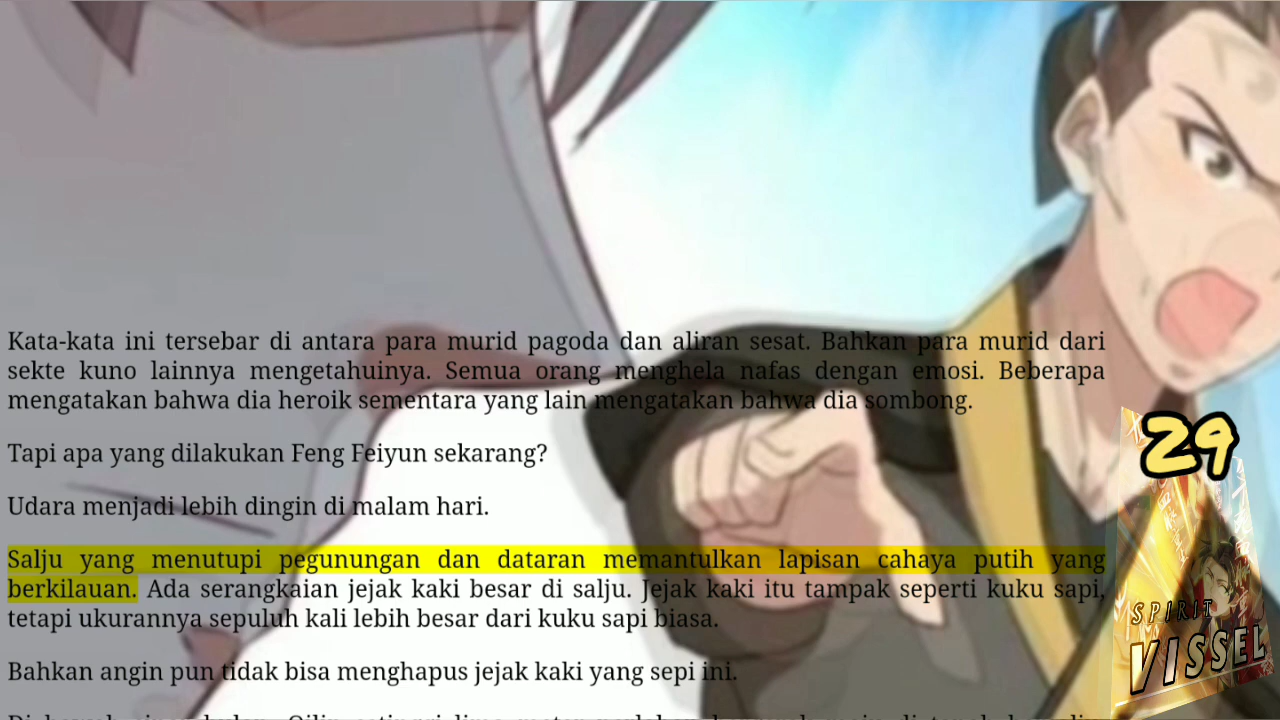 Kata-kata ini tersebar di antara para murid pagoda dan aliran sesat. Bahkan para murid dari
sekte kuno lainnya mengetahuinya. Semua orang menghela nafas dengan emosi. Beberapa
mengatakan bahwa dia heroik sementara yang lain mengatakan bahwa dia sombong.
Tapi apa yang dilakukan Feng Feiyun sekarang?
Udara menjadi lebih dingin di malam hari.
Salju yang menutupi pegunungan dan dataran memantulkan lapisan cahaya putih yang
berkilauan. Ada serangkaian jejak kaki besar di salju. Jejak kaki itu tampak seperti kuku sapi,
tetapi ukurannya sepuluh kali lebih besar dari kuku sapi biasa.
Bahkan angin pun tidak bisa menghapus jejak kaki yang sepi ini.
29
SPIRIT
VISSEL